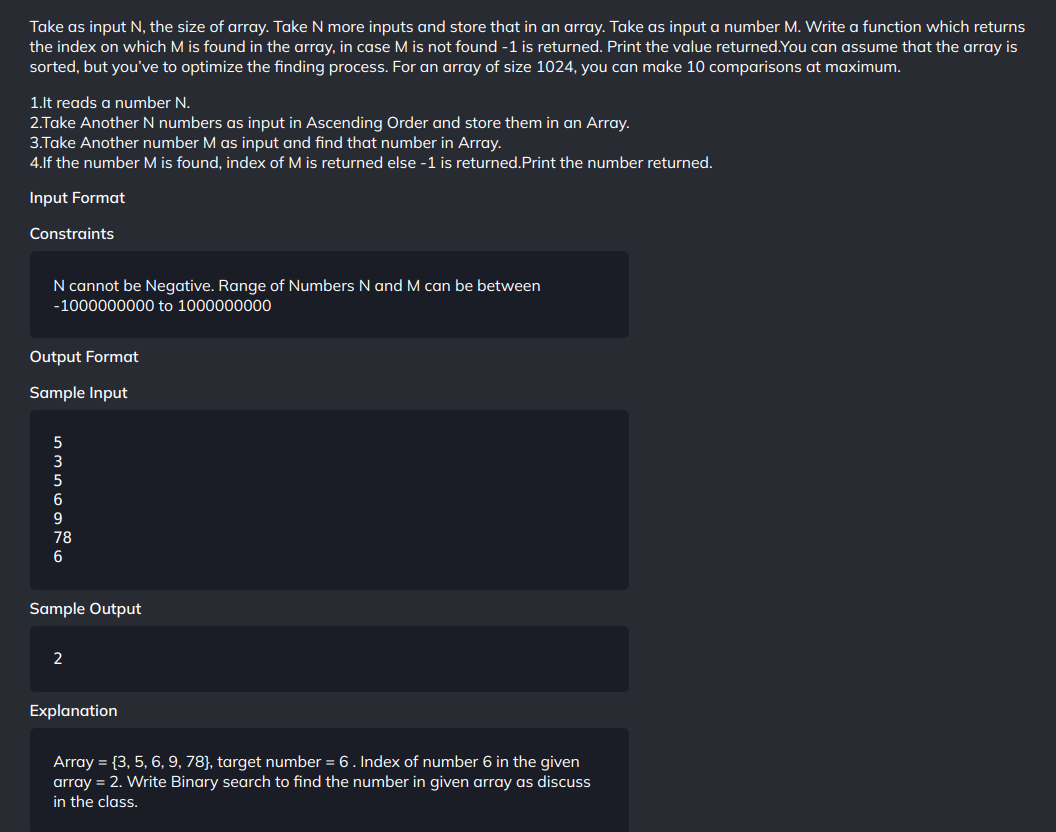 Take as input N, the size of array. Take N more inputs and store that in an array. Take as input a number M. Write a function which returns
the index on which M is found in the array, in case M is not found -1 is returned. Print the value returned.You can assume that the array is
sorted, but you've to optimize the finding process. For an array of size 1024, you can make 10 comparisons at maximum.
1.It reads a number N.
2.Take Another N numbers as input in Ascending Order and store them in an Array.
3.Take Another number M as input and find that number in Array.
4.If the number M is found, index of M is returned else -1 is returned.Print the number returned.
Input Format
Constraints
N cannot be Negative. Range of Numbers N and M can be between
-1000000000 to 1000000000
Output Format
Sample Input
5
3
5
6
9
78
6
Sample Output
2
Explanation
Array = {3, 5, 6, 9, 78}, target number = 6 . Index of number 6 in the given
array = 2. Write Binary search to find the number in given array as discuss
in the class.